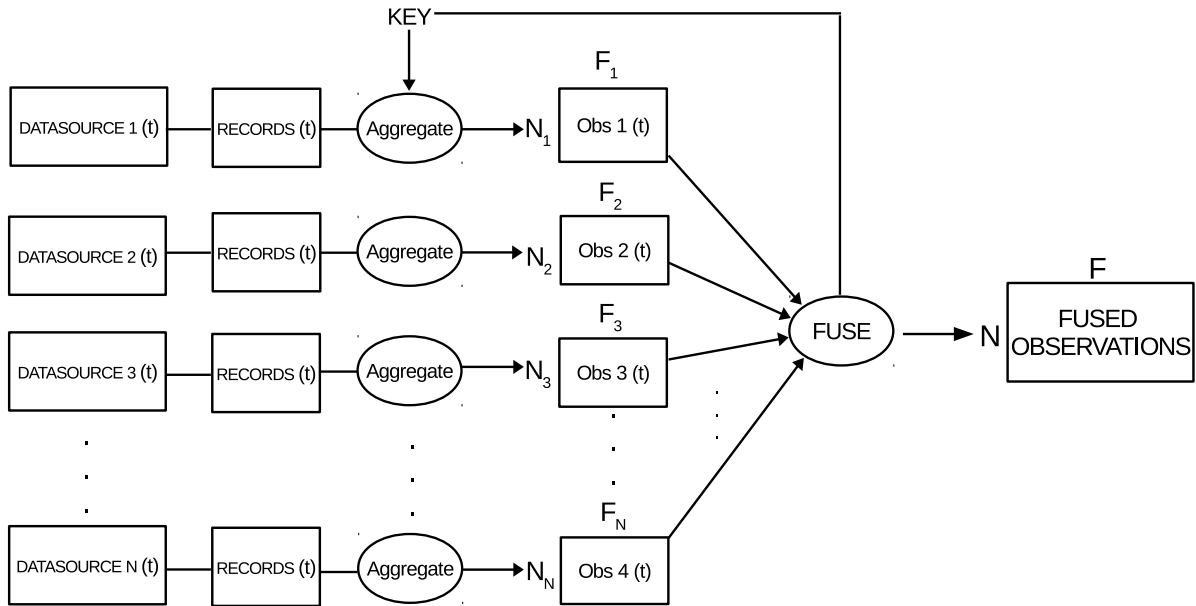 KEY
F1
DATASOURCE 1 (t)
RECORDS (t)
Aggregate
N1
Obs 1 (t)
F2
DATASOURCE 2 (t)
RECORDS (t)
Aggregate
N2
Obs 2 (t)
F3
DATASOURCE 3 (t)
RECORDS (t)
Aggregate
N3
Obs 3 (t)
FUSE
N
F
FUSED
OBSERVATIONS
FN
DATASOURCE N (t)
RECORDS (t)
Aggregate
NN
Obs 4 (t)